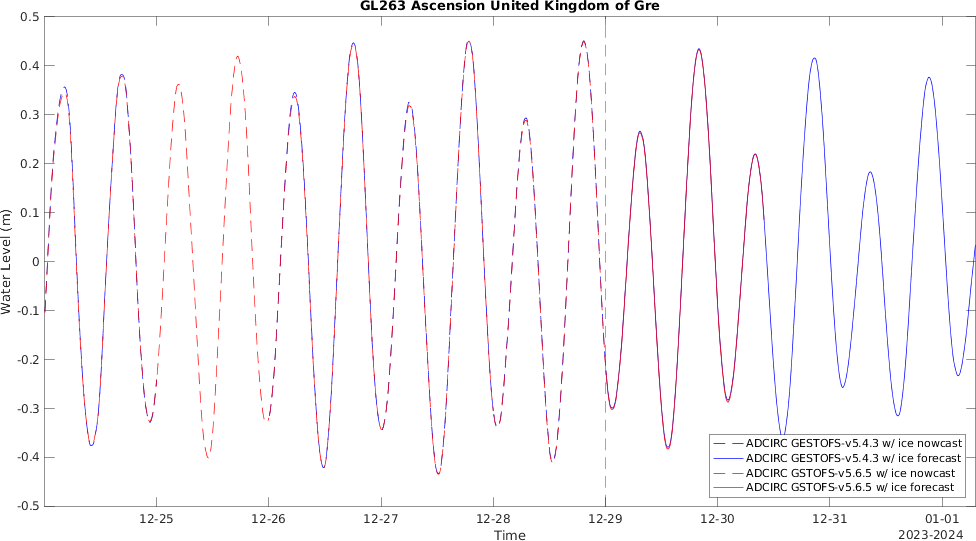 GL263 Ascension United Kingdom of Gre
0.5
0.4
0.3
0.2
0.1
0
-0.1
-0.2
-0.3
-0.4
-0.5
Water Level (m)
12-25 12-26 12-27 12-28 12-29 12-30 12-31 01-01
Time
2023-2024
ADCIRC GESTOFS-v5.4.3 w/ ice nowcast
ADCIRC GESTOFS-v5.4.3 w/ ice forecast
ADCIRC GSTOFS-v5.6.5 w/ ice nowcast
ADCIRC GSTOFS-v5.6.5 w/ ice forecast